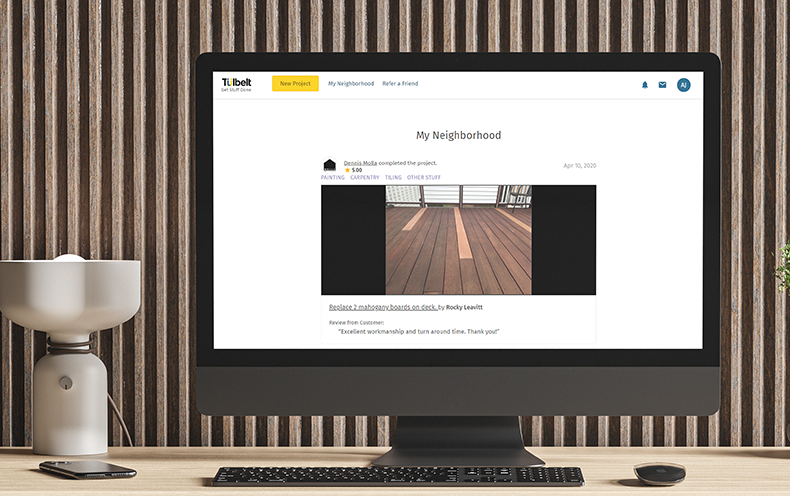 Tülbelt
Get Stuff Done
New Project
My Neighborhood
Refer a Friend
AJ
My Neighborhood
Dennis Molla completed the project.
Apr 10, 2020
5.00
PAINTING CARPENTRY TILING OTHER STUFF
Replace 2 mahogany boards on deck. by Rocky Leavitt
Review from Customer:
"Excellent workmanship and turn around time. Thank you!"